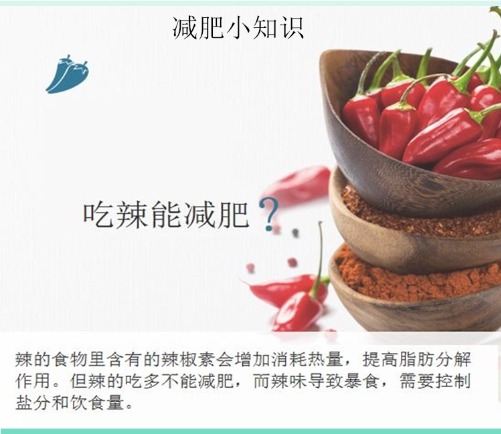 减肥小知识
吃辣能减肥？
辣的食物里含有的辣椒素会增加消耗热量，提高脂肪分解
作用。但辣的吃多不能减肥，而辣味导致暴食，需要控制
盐分和饮食量。